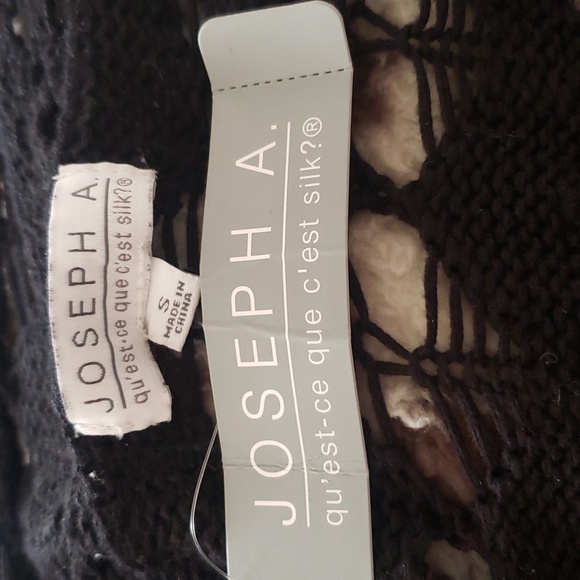 JOSEPH A.
qu'est-ce que c'est silk?®
S
MADE IN
CHINA
JOSEPH A.
qu'est-ce que c'est silk?®